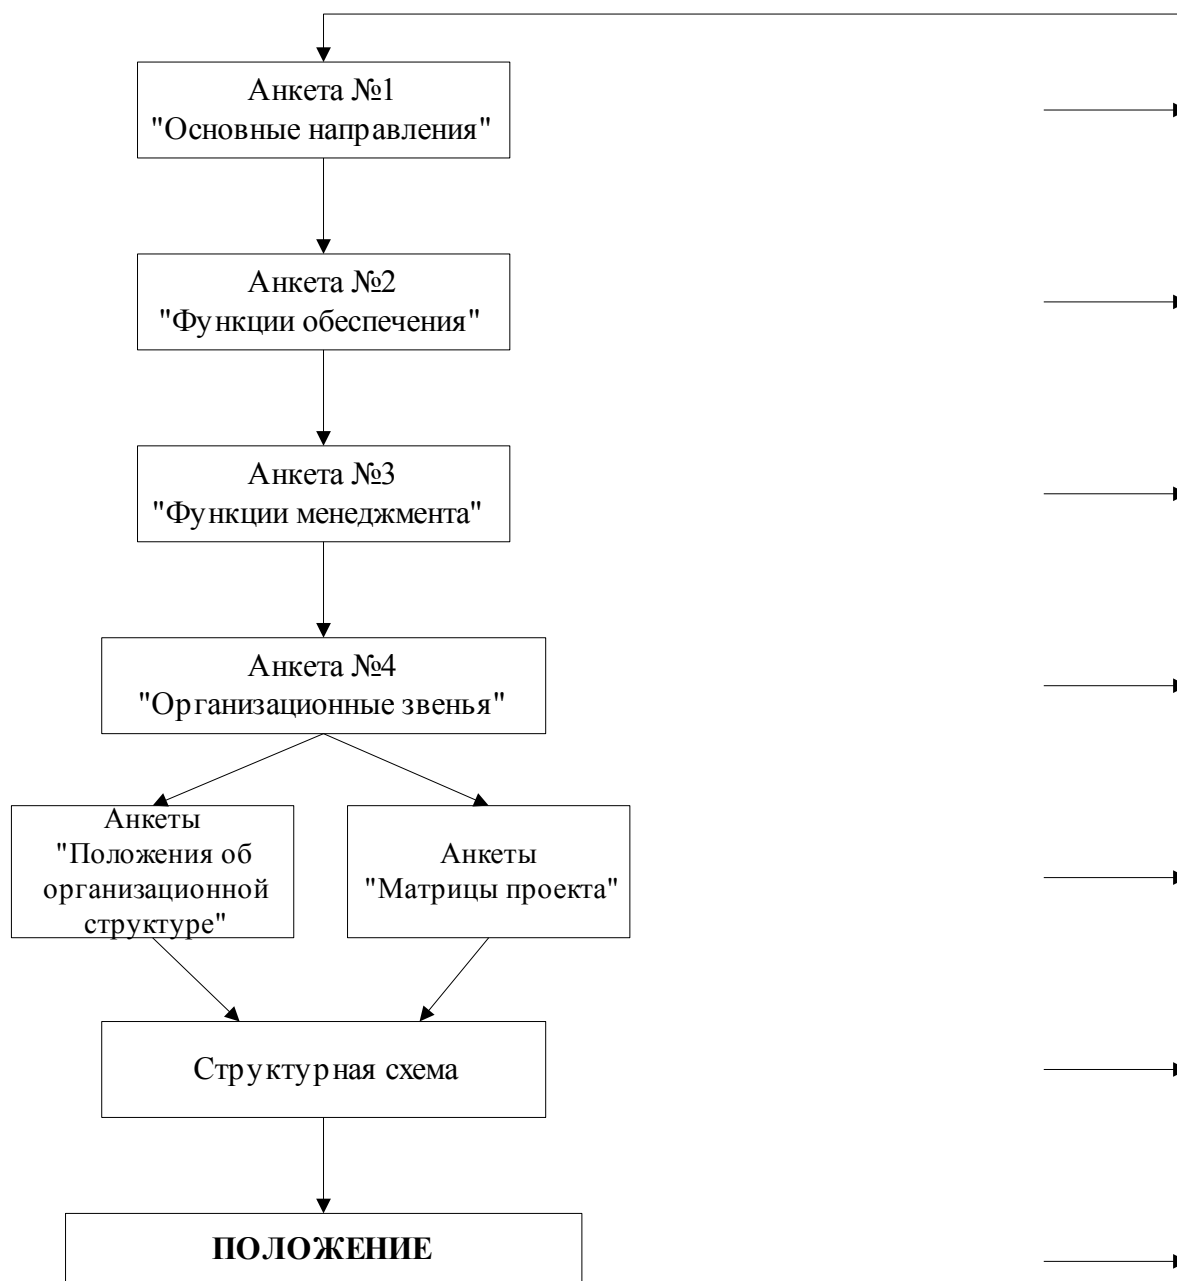 Анкета №1
"Основные направления"
Анкета №2
"Функции обеспечения"
Анкета №3
"Функции менеджмента"
Анкета №4
"Организационные звенья"
Анкеты
"Положения об
организационной
структуре"
Анкеты
"Матрицы проекта"
Структурная схема
ПОЛОЖЕНИЕ